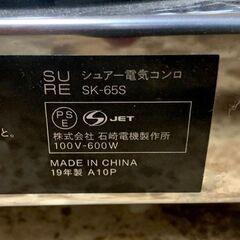 SU
RE
シュアー電気コンロ
SK-65S
PS
E
JET
株式会社 石崎電機製作所
100V-600W
MADE IN CHINA
19年製 A10P
と。